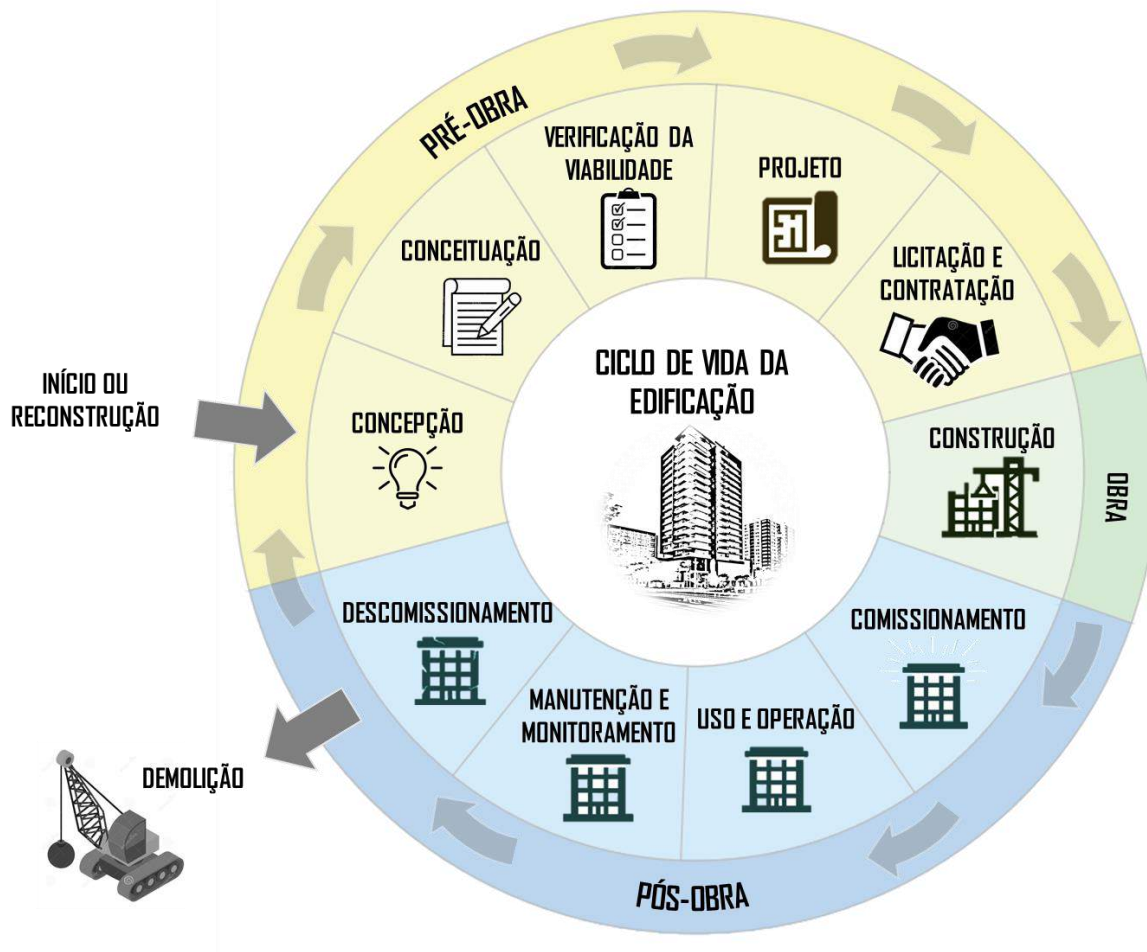 PRÉ-OBRA
VERIFICAÇÃO DA
VIABILIDADE
PROJETO
CONCEITUAÇÃO
LICITAÇÃO E
CONTRATAÇÃO
INÍCIO OU
RECONSTRUÇÃO
CONCEPÇÃO
CICLO DE VIDA DA
EDIFICAÇÃO
CONSTRUÇÃO
OBRA
DESCOMISSIONAMENTO
COMISSIONAMENTO
MANUTENÇÃO E
MONITORAMENTO
USO E OPERAÇÃO
DEMOLIÇÃO
PÓS-OBRA